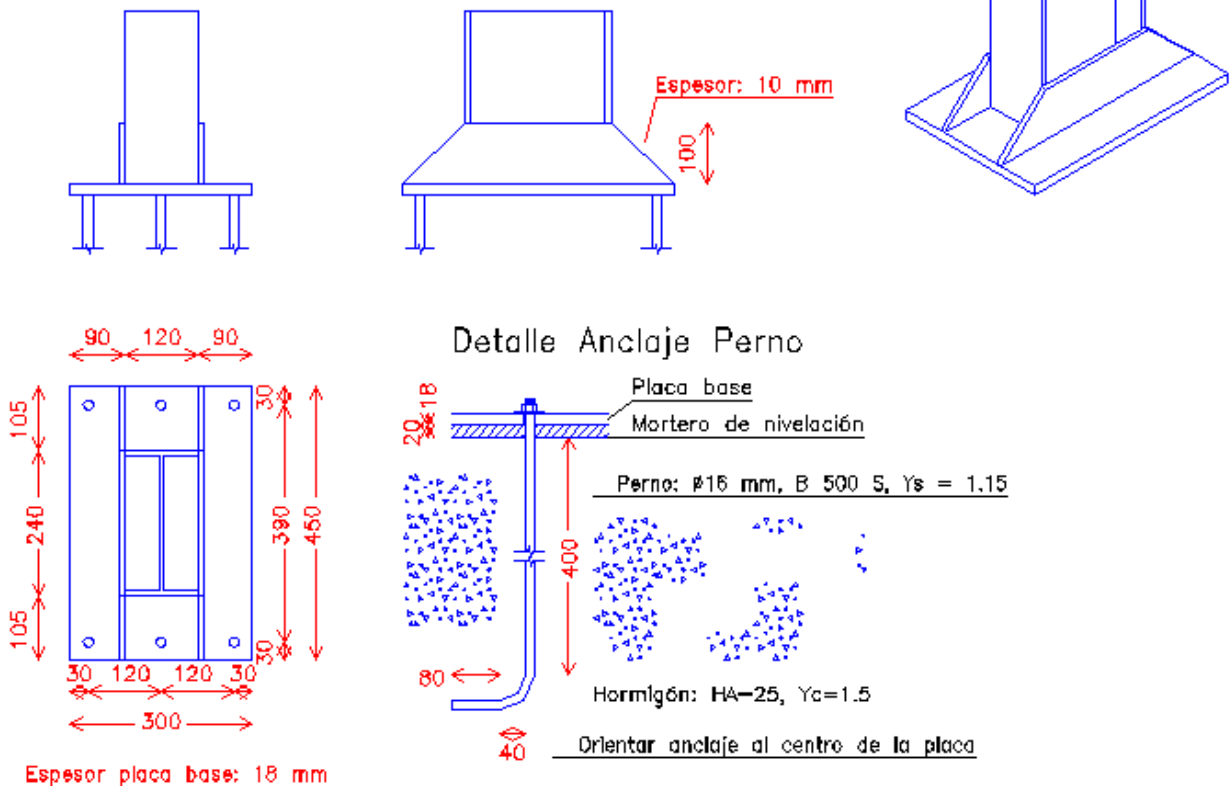 Espesor: 10 mm
100
90 120 90
105
240
105
30
390
30
450
30 120 120 30
300
Espesor placa base: 18 mm
Detalle Anclaje Perno
18
20
Placa base
Mortero de nivelación
Perno: Ø16 mm, B 500 S, Ys = 1.15
400
80
40
Hormigón: HA-25, Yc=1.5
Orientar anclaje al centro de la placa